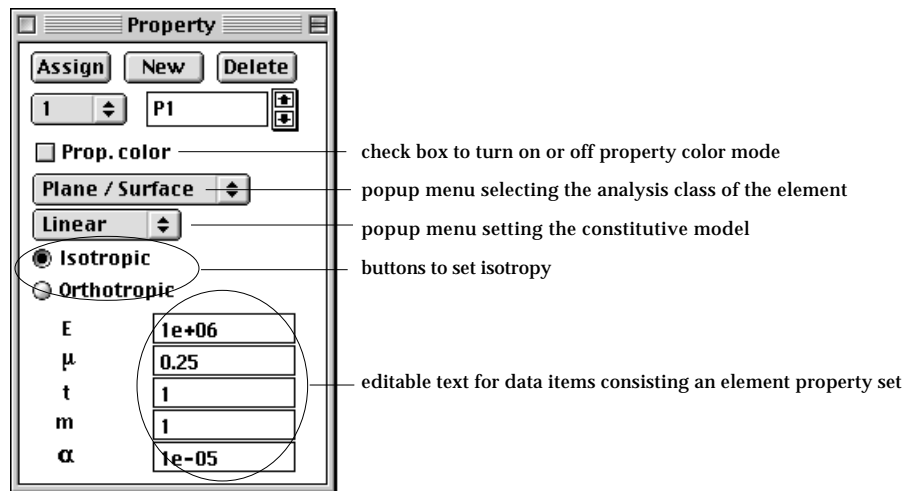 Property
Assign New Delete
1 P1
Prop. color check box to turn on or off property color mode
Plane / Surface popup menu selecting the analysis class of the element
Linear popup menu setting the constitutive model
Isotropic buttons to set isotropy
Orthotropic
E 1e+06
μ 0.25
t 1 editable text for data items consisting an element property set
m 1
α 1e-05